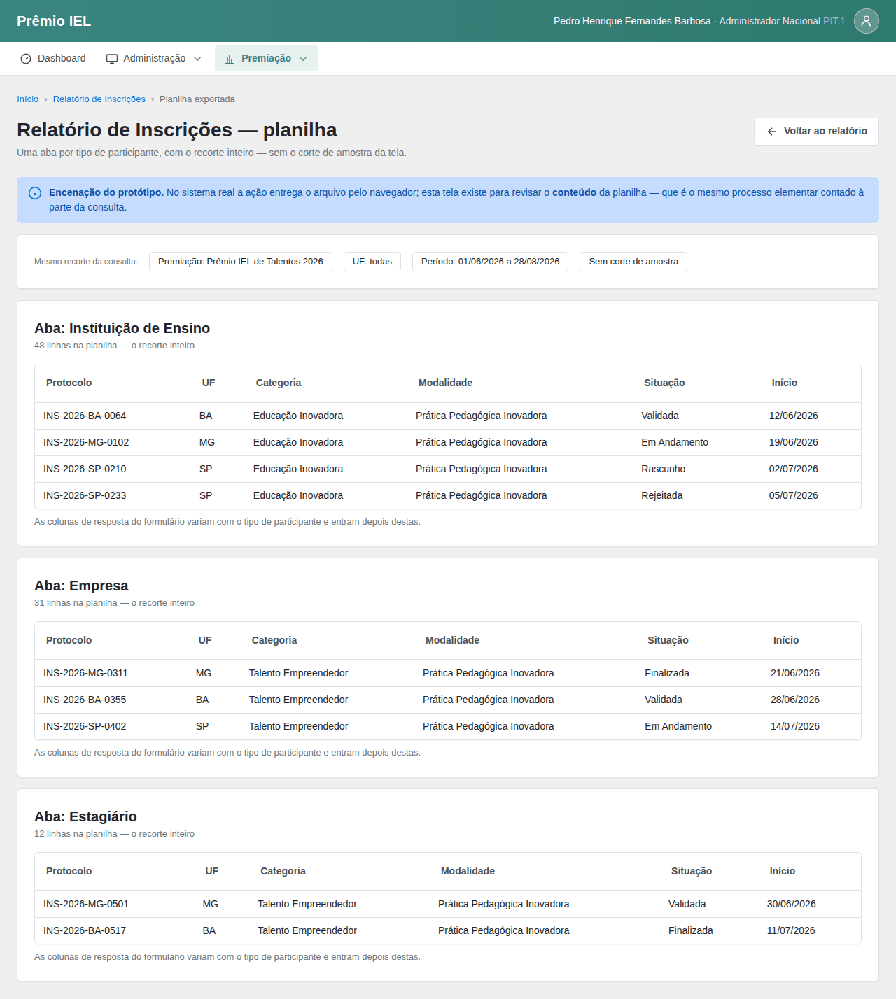 Prêmio IEL
Pedro Henrique Fernandes Barbosa · Administrador Nacional PIT.1
Dashboard Administração Premiação
Início › Relatório de Inscrições › Planilha exportada
Relatório de Inscrições — planilha
Voltar ao relatório
Uma aba por tipo de participante, com o recorte inteiro — sem o corte de amostra da tela.
Encenação do protótipo. No sistema real a ação entrega o arquivo pelo navegador; esta tela existe para revisar o conteúdo da planilha — que é o mesmo processo elementar contado à
parte da consulta.
Mesmo recorte da consulta: Premiação: Prêmio IEL de Talentos 2026 UF: todas Período: 01/06/2026 a 28/08/2026 Sem corte de amostra
Aba: Instituição de Ensino
48 linhas na planilha — o recorte inteiro
Protocolo UF Categoria Modalidade Situação Início
INS-2026-BA-0064 BA Educação Inovadora Prática Pedagógica Inovadora Validada 12/06/2026
INS-2026-MG-0102 MG Educação Inovadora Prática Pedagógica Inovadora Em Andamento 19/06/2026
INS-2026-SP-0210 SP Educação Inovadora Prática Pedagógica Inovadora Rascunho 02/07/2026
INS-2026-SP-0233 SP Educação Inovadora Prática Pedagógica Inovadora Rejeitada 05/07/2026
As colunas de resposta do formulário variam com o tipo de participante e entram depois destas.
Aba: Empresa
31 linhas na planilha — o recorte inteiro
Protocolo UF Categoria Modalidade Situação Início
INS-2026-MG-0311 MG Talento Empreendedor Prática Pedagógica Inovadora Finalizada 21/06/2026
INS-2026-BA-0355 BA Talento Empreendedor Prática Pedagógica Inovadora Validada 28/06/2026
INS-2026-SP-0402 SP Talento Empreendedor Prática Pedagógica Inovadora Em Andamento 14/07/2026
As colunas de resposta do formulário variam com o tipo de participante e entram depois destas.
Aba: Estagiário
12 linhas na planilha — o recorte inteiro
Protocolo UF Categoria Modalidade Situação Início
INS-2026-MG-0501 MG Talento Empreendedor Prática Pedagógica Inovadora Validada 30/06/2026
INS-2026-BA-0517 BA Talento Empreendedor Prática Pedagógica Inovadora Finalizada 11/07/2026
As colunas de resposta do formulário variam com o tipo de participante e entram depois destas.